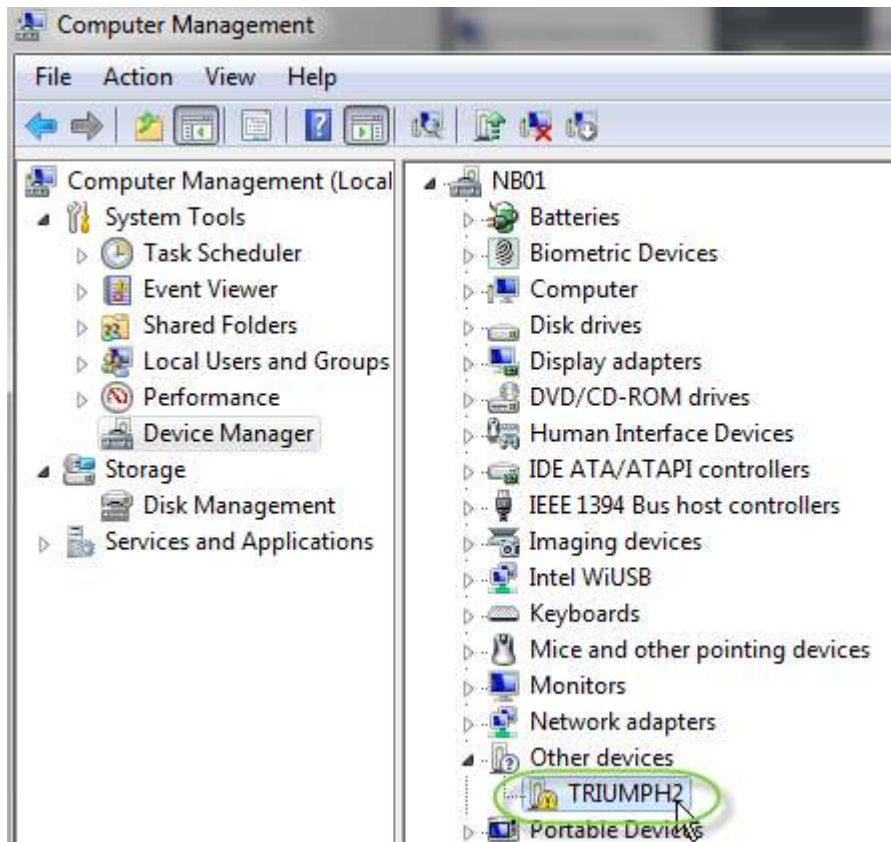 Computer Management
File Action View Help
Computer Management (Local
System Tools
Task Scheduler
Event Viewer
Shared Folders
Local Users and Groups
Performance
Device Manager
Storage
Disk Management
Services and Applications
NB01
Batteries
Biometric Devices
Computer
Disk drives
Display adapters
DVD/CD-ROM drives
Human Interface Devices
IDE ATA/ATAPI controllers
IEEE 1394 Bus host controllers
Imaging devices
Intel WiUSB
Keyboards
Mice and other pointing devices
Monitors
Network adapters
Other devices
TRIUMPH2
Portable Devices